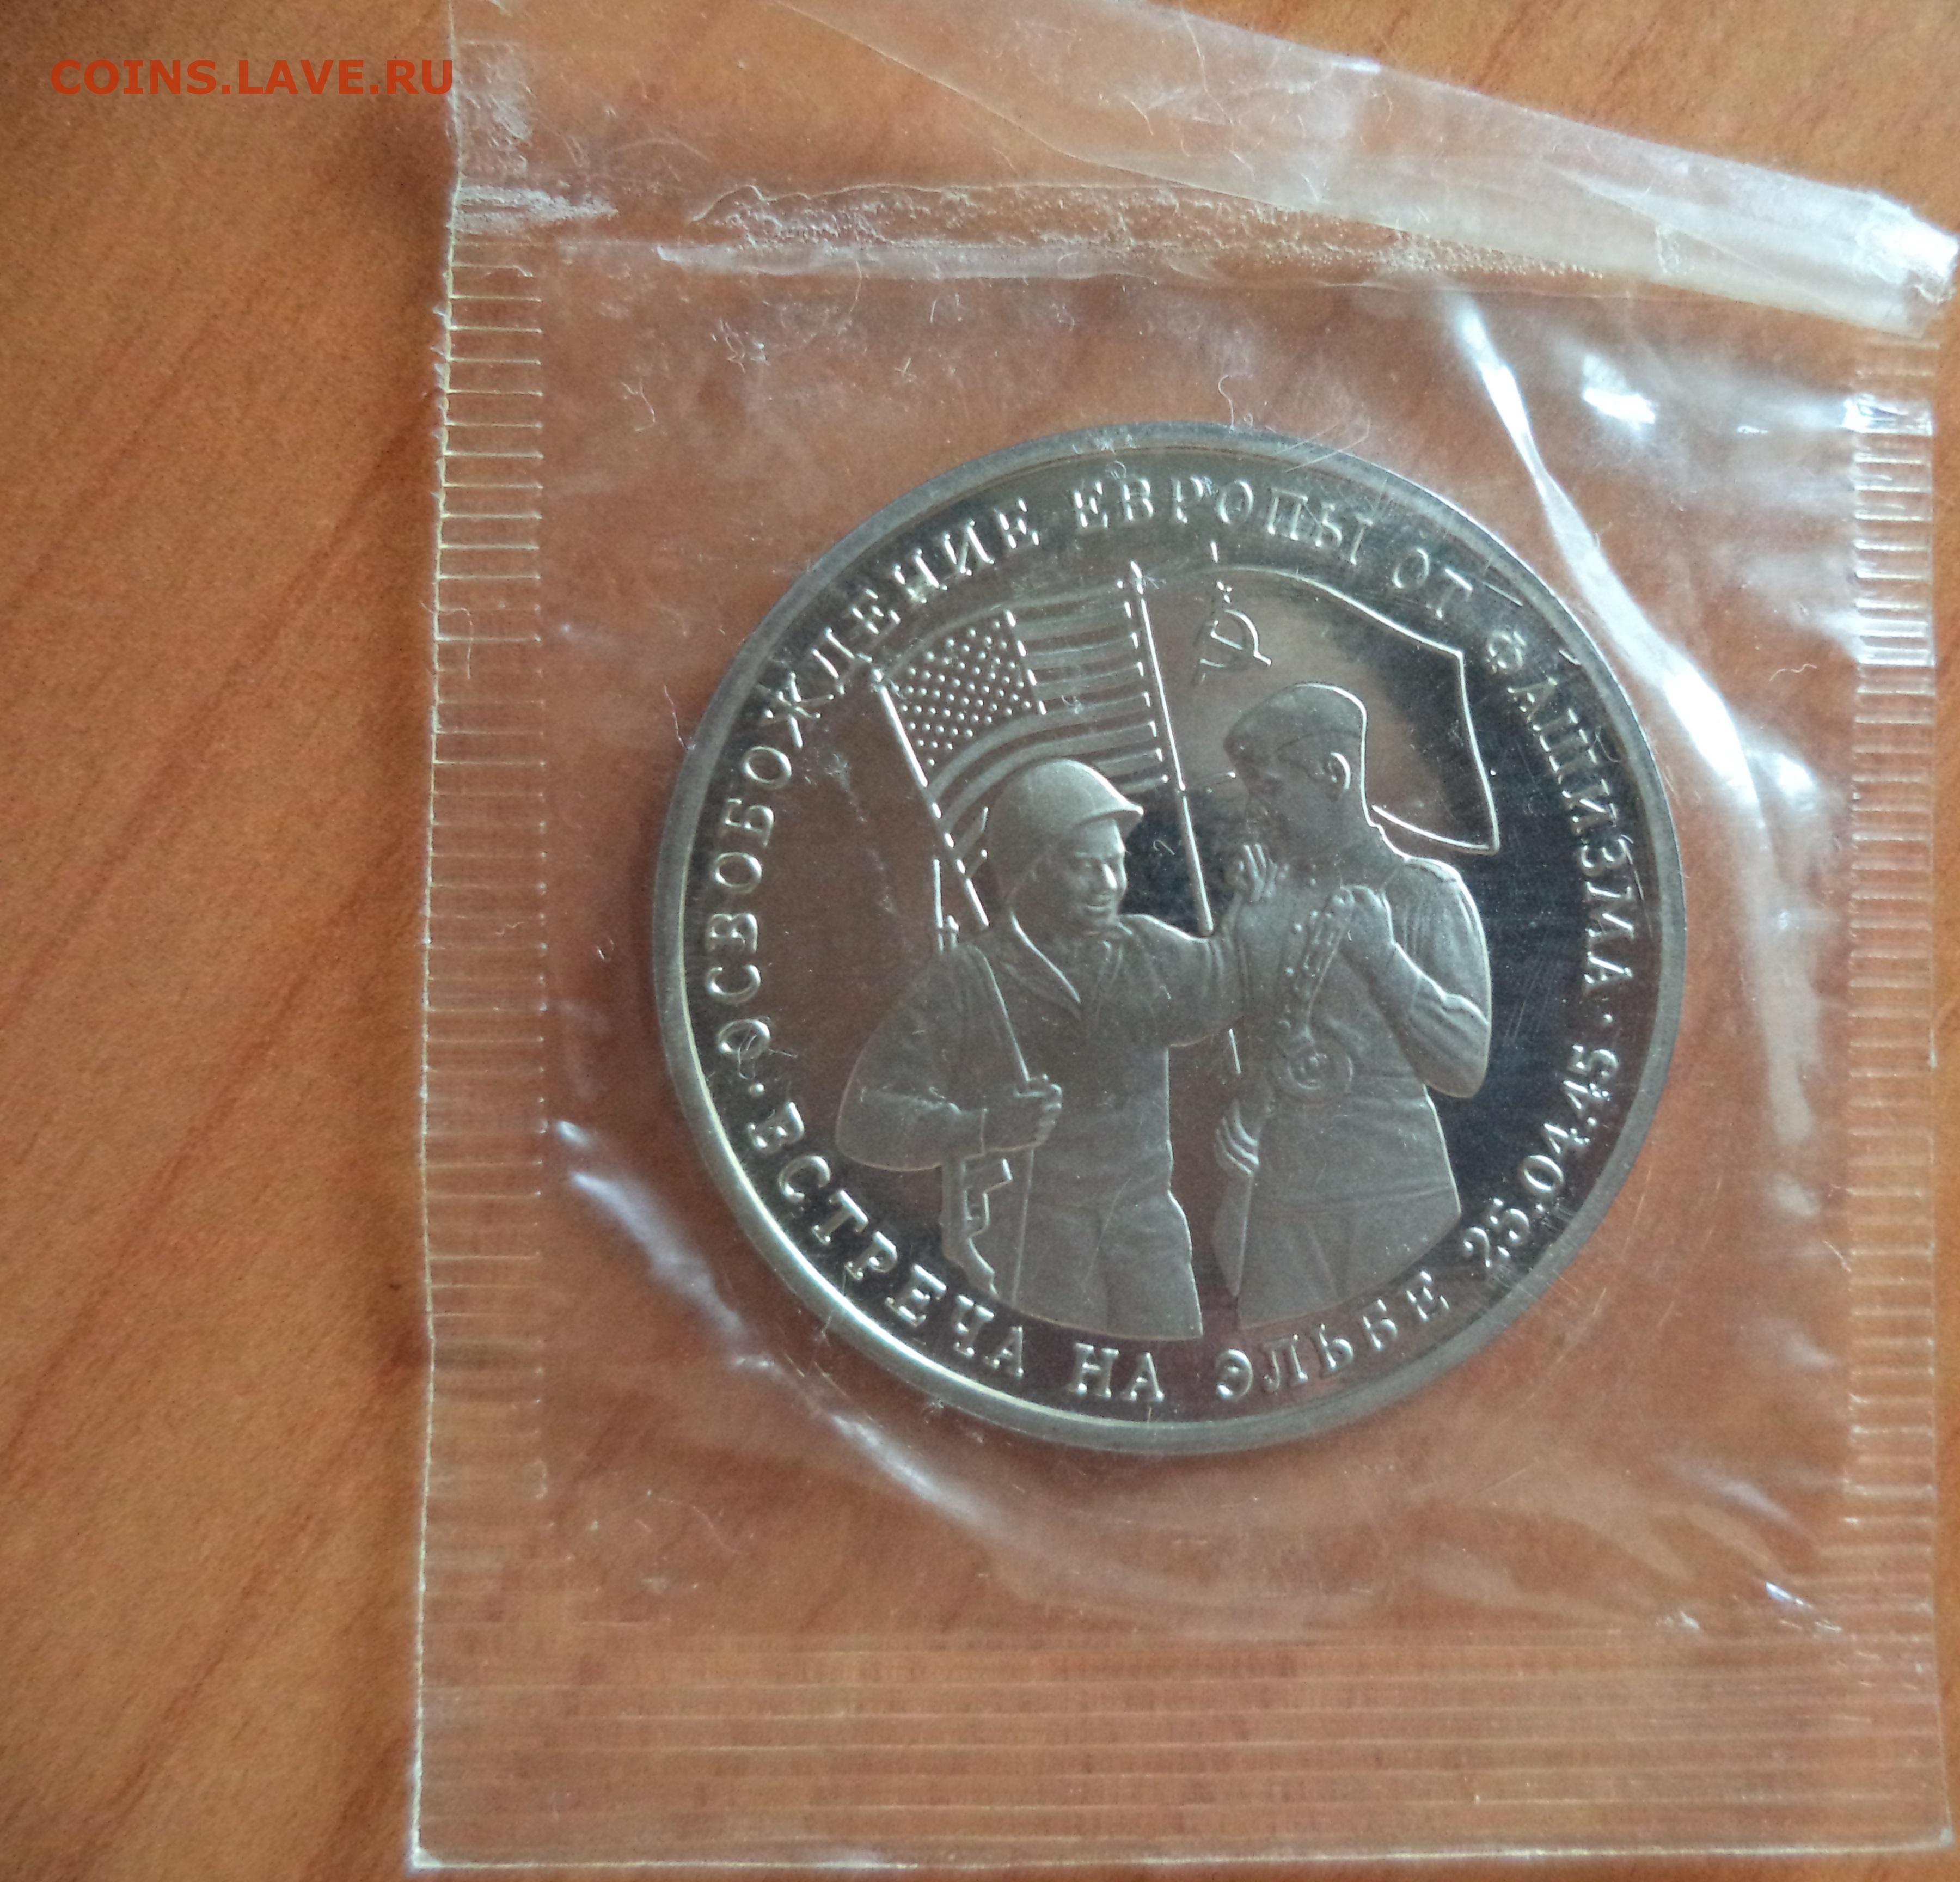 COINS.LAVE.RU
ОСВОБОЖДЕНИЕ ЕВРОПЫ ОТ ФАШИЗМА·
·ВСТРЕЧА НА ЭЛЬБЕ 25.04.45